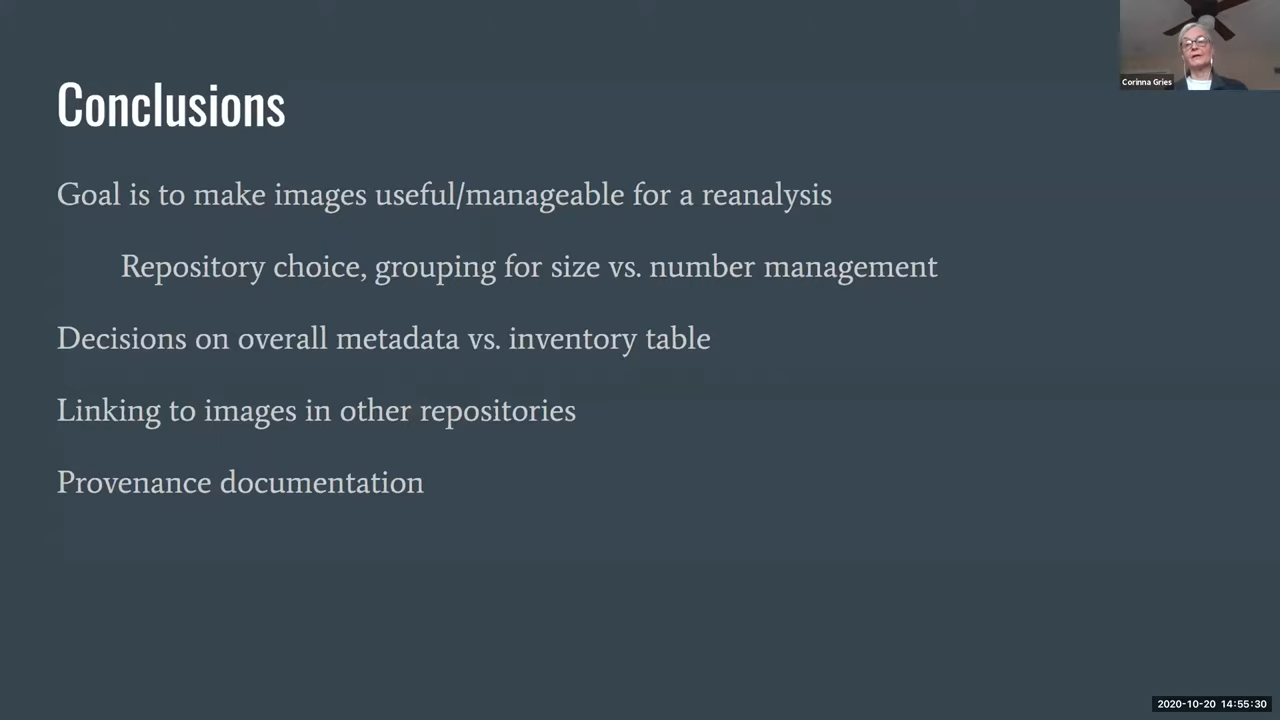 Corinna Gries
Conclusions
Goal is to make images useful/manageable for a reanalysis
Repository choice, grouping for size vs. number management
Decisions on overall metadata vs. inventory table
Linking to images in other repositories
Provenance documentation
2020-10-20 14:55:30